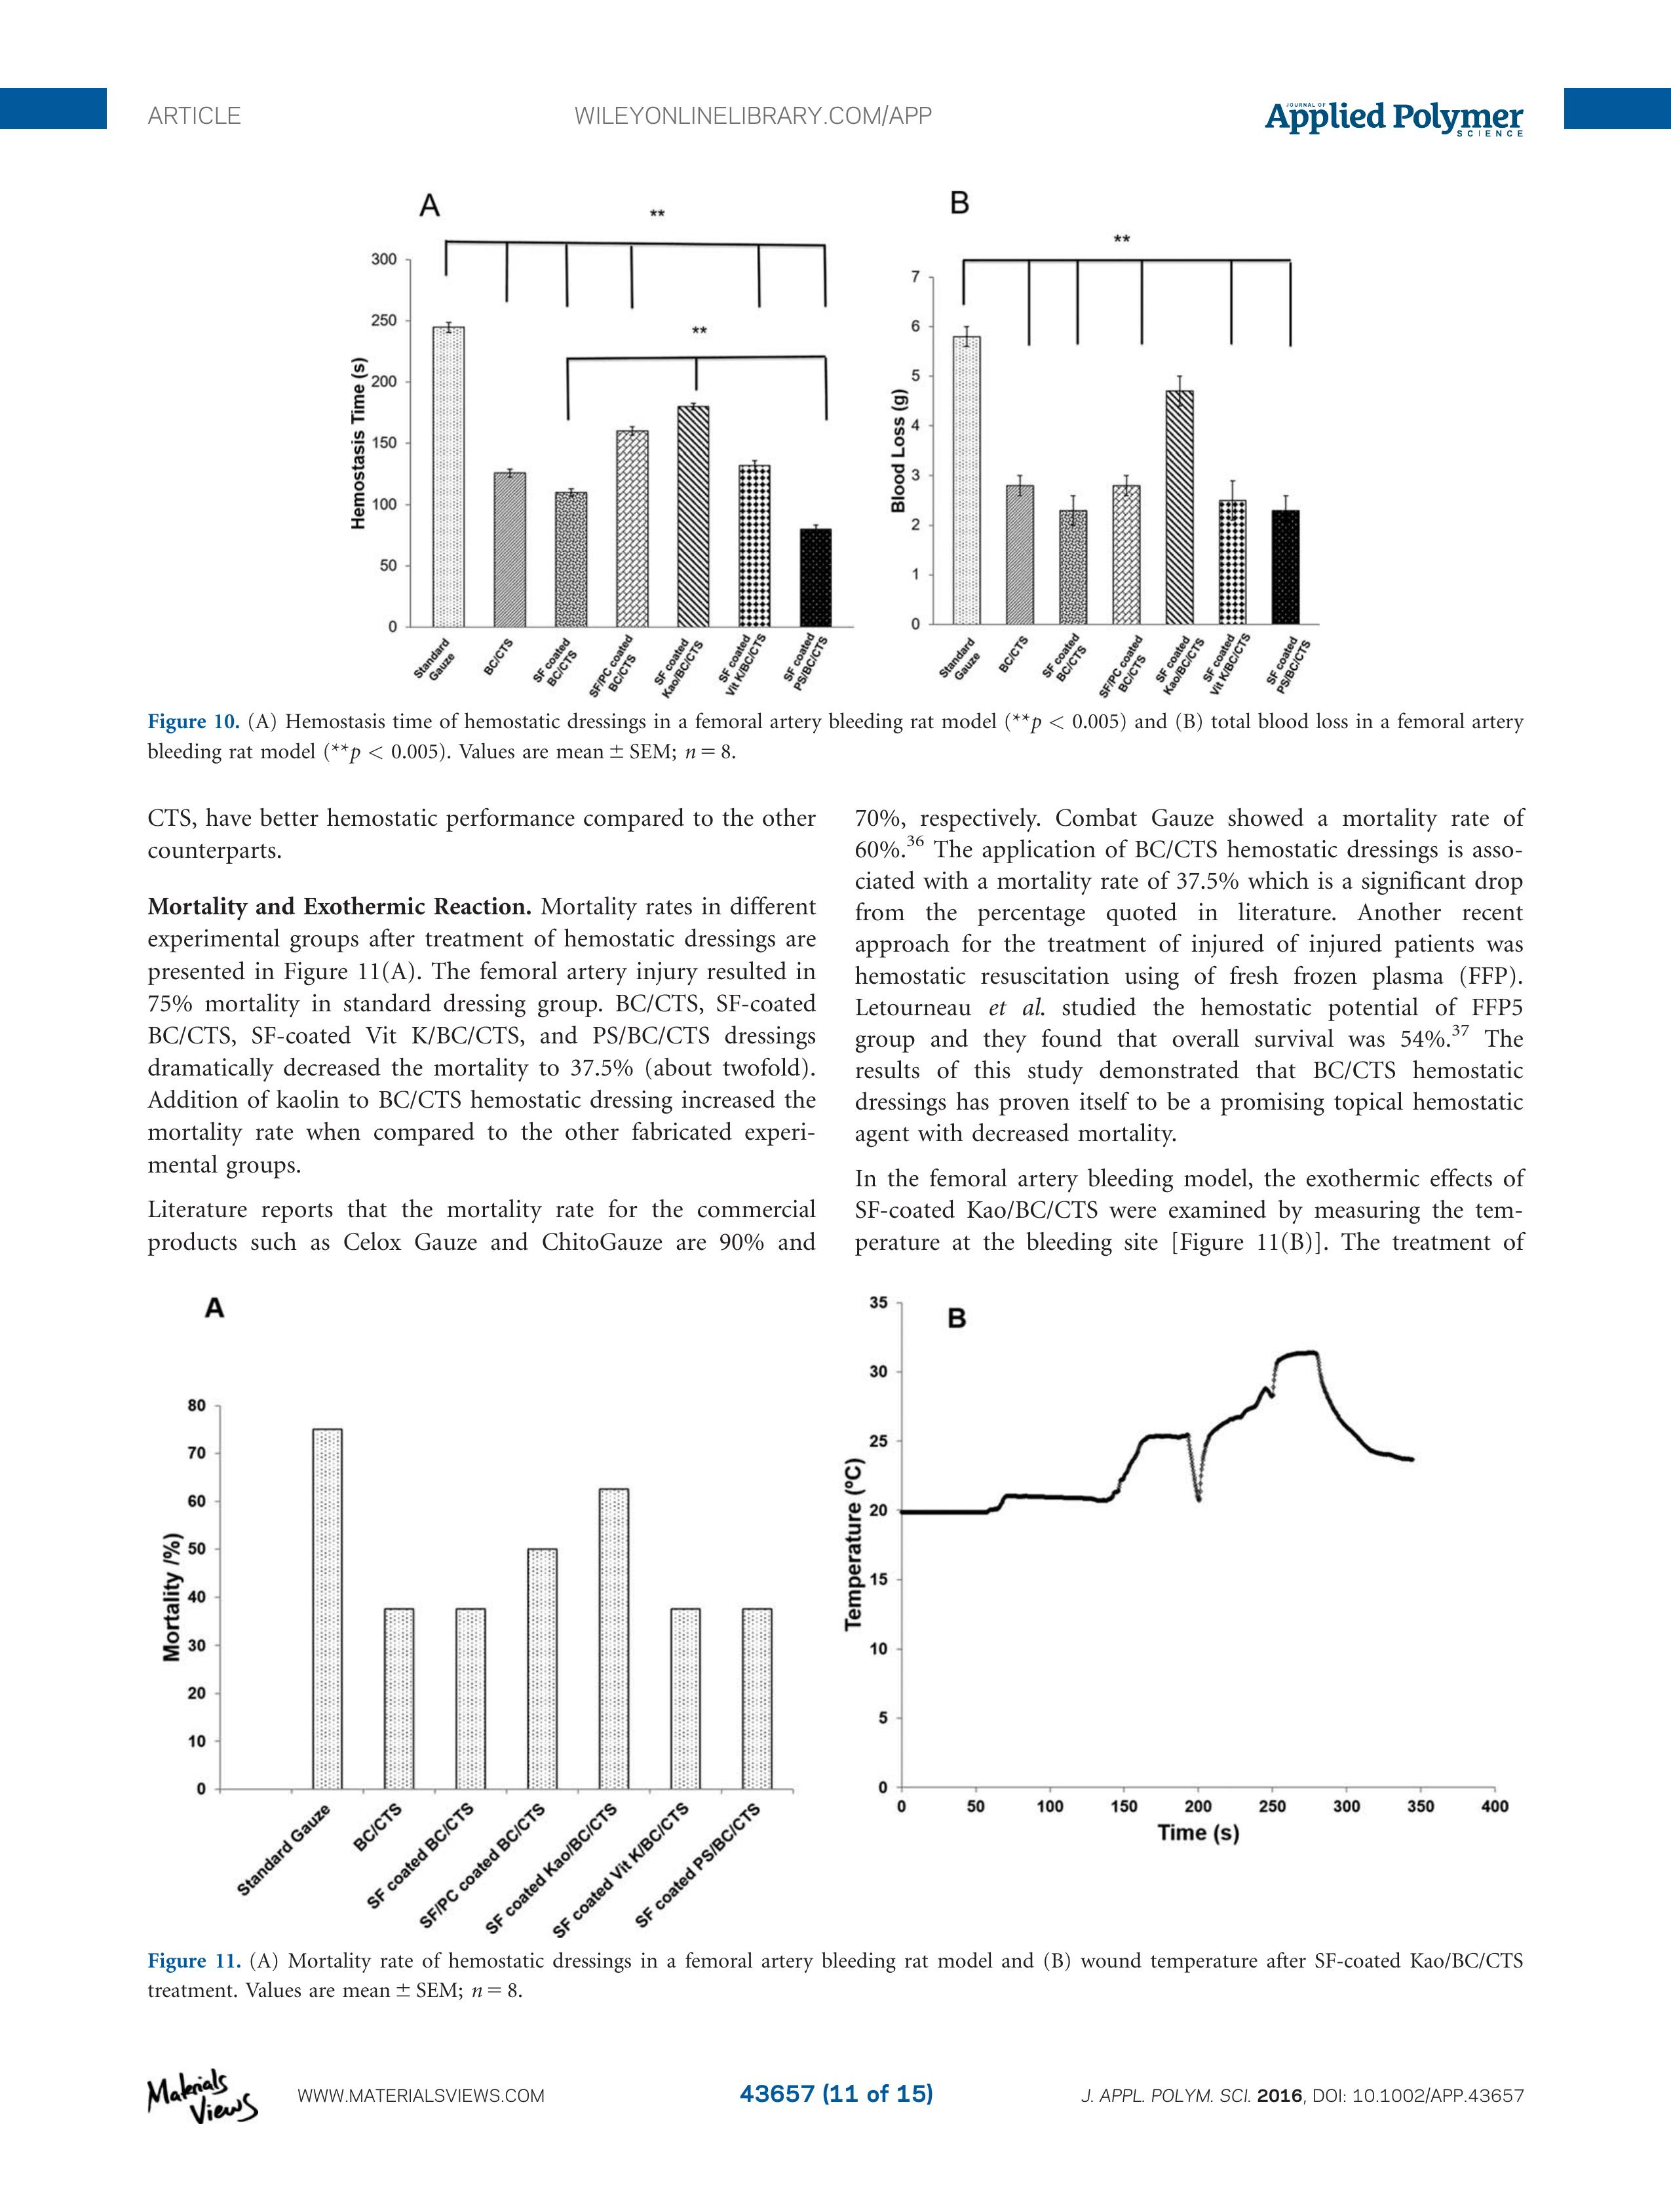 ARTICLE
WILEYONLINELIBRARY.COM/APP
JOURNAL OF
Applied Polymer
SCIENCE
A
**
**
Hemostasis Time (s)
300
250
200
150
100
50
0
Standard
Gauze
BC/CTS
SF coated
BC/CTS
SF/PC coated
BC/CTS
SF coated
Kao/BC/CTS
SF coated
Vit K/BC/CTS
SF coated
PS/BC/CTS
B
**
Blood Loss (g)
7
6
5
4
3
2
1
0
Standard
Gauze
BC/CTS
SF coated
BC/CTS
SF/PC coated
BC/CTS
SF coated
Kao/BC/CTS
SF coated
Vit K/BC/CTS
SF coated
PS/BC/CTS
Figure 10. (A) Hemostasis time of hemostatic dressings in a femoral artery bleeding rat model (**p < 0.005) and (B) total blood loss in a femoral artery
bleeding rat model (**p < 0.005). Values are mean ± SEM; n = 8.
CTS, have better hemostatic performance compared to the other
counterparts.
Mortality and Exothermic Reaction. Mortality rates in different
experimental groups after treatment of hemostatic dressings are
presented in Figure 11(A). The femoral artery injury resulted in
75% mortality in standard dressing group. BC/CTS, SF-coated
BC/CTS, SF-coated Vit K/BC/CTS, and PS/BC/CTS dressings
dramatically decreased the mortality to 37.5% (about twofold).
Addition of kaolin to BC/CTS hemostatic dressing increased the
mortality rate when compared to the other fabricated experi-
mental groups.
Literature reports that the mortality rate for the commercial
products such as Celox Gauze and ChitoGauze are 90% and
70%, respectively. Combat Gauze showed a mortality rate of
60%.36 The application of BC/CTS hemostatic dressings is asso-
ciated with a mortality rate of 37.5% which is a significant drop
from the percentage quoted in literature. Another recent
approach for the treatment of injured of injured patients was
hemostatic resuscitation using of fresh frozen plasma (FFP).
Letourneau et al. studied the hemostatic potential of FFP5
group and they found that overall survival was 54%.37 The
results of this study demonstrated that BC/CTS hemostatic
dressings has proven itself to be a promising topical hemostatic
agent with decreased mortality.
In the femoral artery bleeding model, the exothermic effects of
SF-coated Kao/BC/CTS were examined by measuring the tem-
perature at the bleeding site [Figure 11(B)]. The treatment of
A
Mortality /%)
80
70
60
50
40
30
20
10
0
Standard Gauze
BC/CTS
SF coated BC/CTS
SF/PC coated BC/CTS
SF coated Kao/BC/CTS
SF coated Vit K/BC/CTS
SF coated PS/BC/CTS
B
Temperature (ºC)
35
30
25
20
15
10
5
0
0 50 100 150 200 250 300 350 400
Time (s)
Figure 11. (A) Mortality rate of hemostatic dressings in a femoral artery bleeding rat model and (B) wound temperature after SF-coated Kao/BC/CTS
treatment. Values are mean ± SEM; n = 8.
Materials
Views
WWW.MATERIALSVIEWS.COM
43657 (11 of 15)
J. APPL. POLYM. SCI. 2016, DOI: 10.1002/APP.43657